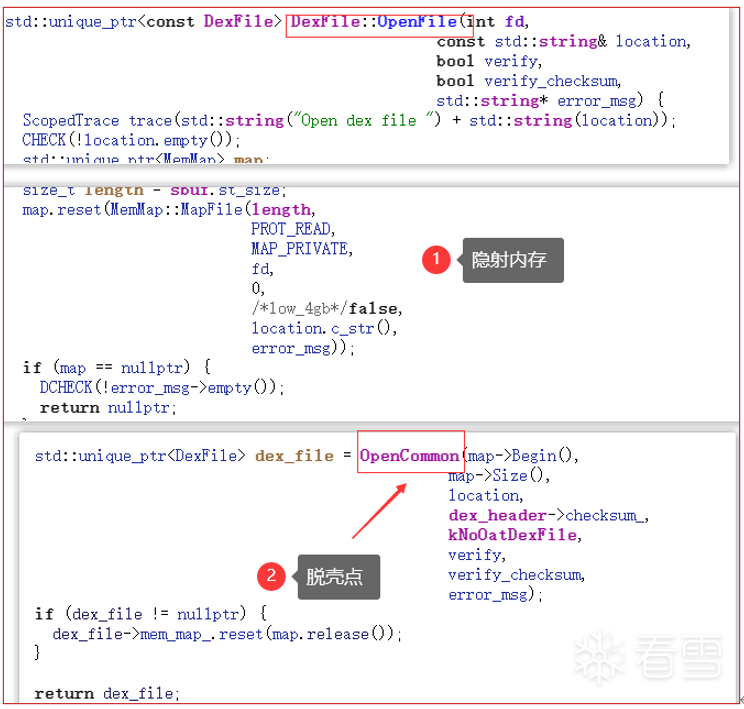 std::unique_ptr<const DexFile> DexFile::OpenFile(int fd,
const std::string& location,
bool verify,
bool verify_checksum,
std::string* error_msg) {
ScopedTrace trace(std::string("Open dex file ") + std::string(location));
CHECK(!location.empty());
std::unique_ptr<MemMap> map;
size_t length = sbuf.st_size;
map.reset(MemMap::MapFile(length,
PROT_READ,
MAP_PRIVATE,
fd,
0,
/*low_4gb*/false,
location.c_str(),
error_msg));
1 隐射内存
if (map == nullptr) {
DCHECK(!error_msg->empty());
return nullptr;
std::unique_ptr<DexFile> dex_file = OpenCommon(map->Begin(),
map->Size(),
location,
dex_header->checksum_,
kNoOatDexFile,
verify,
verify_checksum,
error_msg);
2 脱壳点
if (dex_file != nullptr) {
dex_file->mem_map_.reset(map.release());
}
return dex_file;
看雪